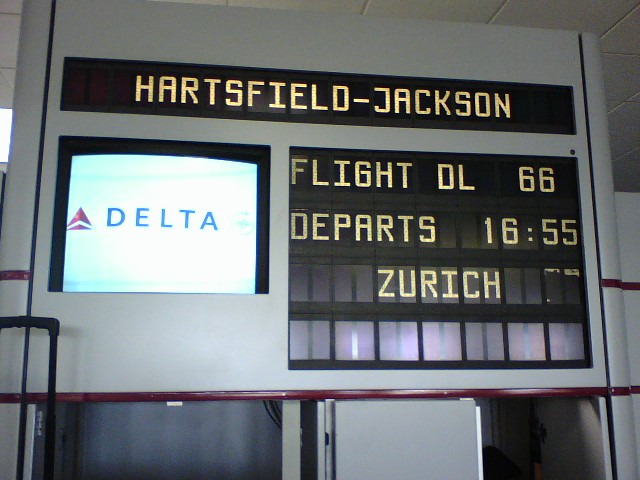 HARTSFIELD-JACKSON
DELTA
FLIGHT DL 66
DEPARTS 16:55
ZURICH